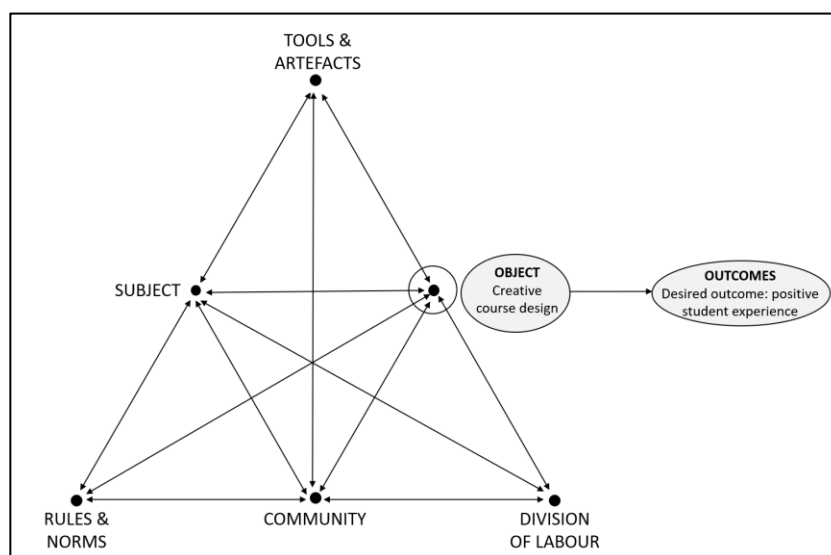 TOOLS &
ARTEFACTS
SUBJECT
OBJECT
Creative
course design
OUTCOMES
Desired outcome: positive
student experience
RULES &
NORMS
COMMUNITY
DIVISION
OF LABOUR